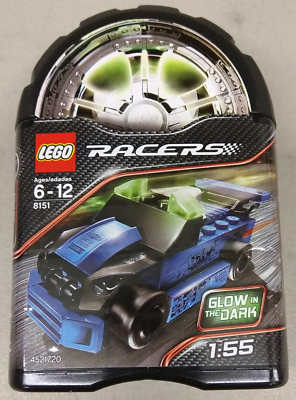 LEGO
RACERS
Ages/edades
6-12
8151
GLOW IN
THE DARK
1:55
4521720